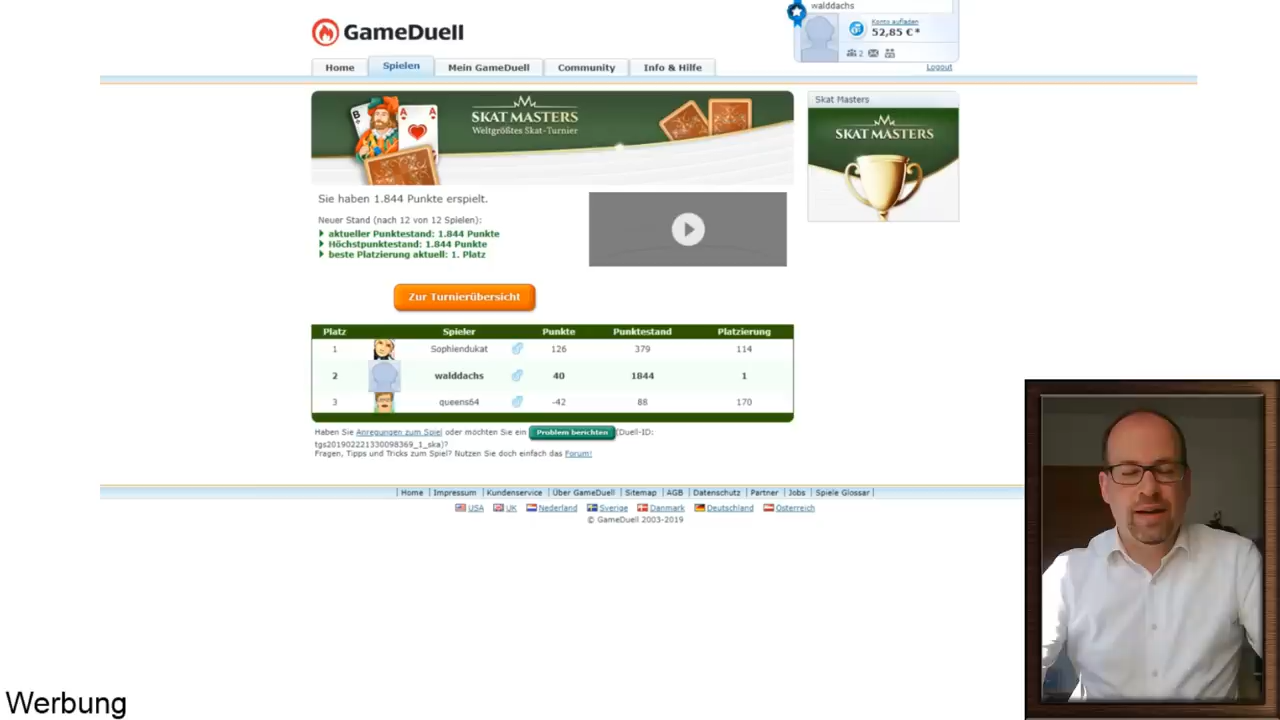 walddachs
Konto aufladen
52,85 €*
2
Logout
GameDuell
Home
Spielen
Mein GameDuell
Community
Info & Hilfe
SKAT MASTERS
Weltgrößtes Skat-Turnier
B
A
A
Skat Masters
SKAT MASTERS
Sie haben 1.844 Punkte erspielt.
Neuer Stand (nach 12 von 12 Spielen):
aktueller Punktestand: 1.844 Punkte
Höchstpunktestand: 1.844 Punkte
beste Platzierung aktuell: 1. Platz
Zur Turnierübersicht
Platz Spieler Punkte Punktestand Platzierung
1 Sophiendukat 126 379 114
2 walddachs 40 1844 1
3 queens64 -42 88 170
Haben Sie Anregungen zum Spiel oder möchten Sie ein Problem berichten (Duell-ID:
tgs201902221330098369_1_ska)?
Fragen, Tipps und Tricks zum Spiel? Nutzen Sie doch einfach das Forum!
| Home | Impressum | Kundenservice | Über GameDuell | Sitemap | AGB | Datenschutz | Partner | Jobs | Spiele Glossar |
USA UK Nederland Sverige Danmark Deutschland Österreich
© GameDuell 2003-2019
Werbung